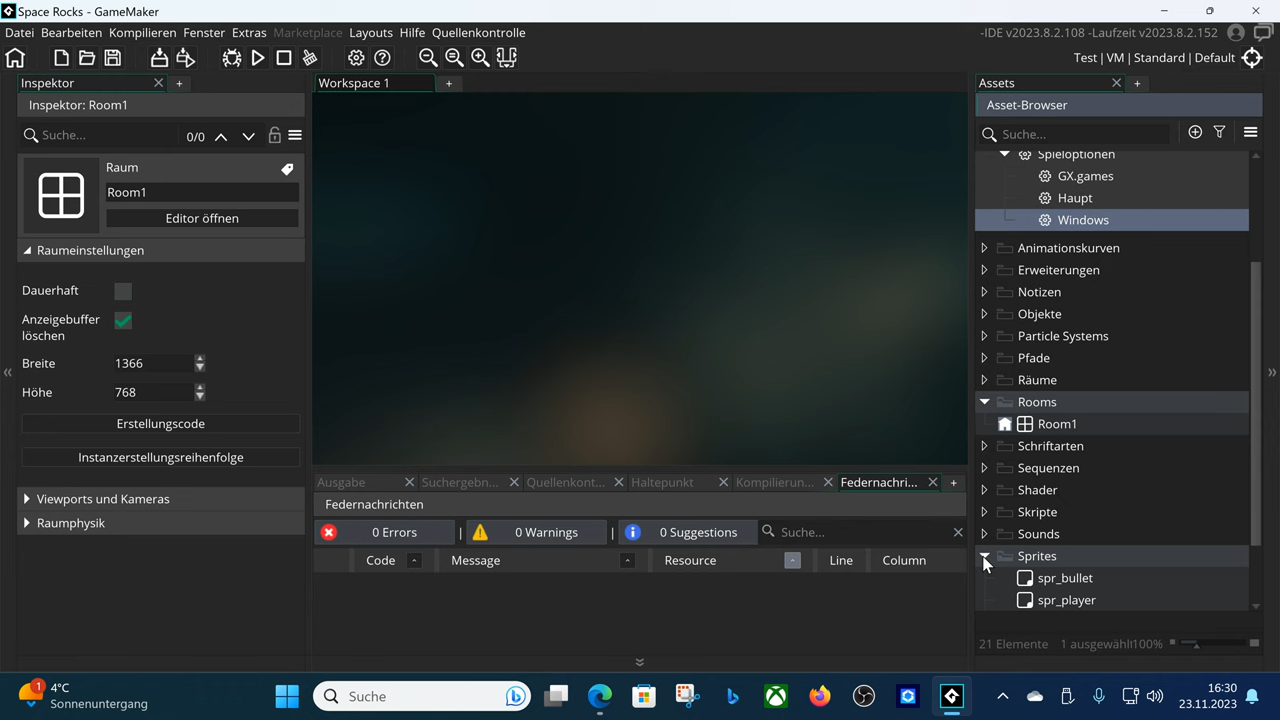 Space Rocks - GameMaker
Datei Bearbeiten Kompilieren Fenster Extras Marketplace Layouts Hilfe Quellenkontrolle
-IDE v2023.8.2.108 -Laufzeit v2023.8.2.152
Test | VM | Standard | Default
Inspektor
Inspektor: Room1
Suche...
0/0
Raum
Room1
Editor öffnen
Raumeinstellungen
Dauerhaft
Anzeigebuffer
löschen
Breite 1366
Höhe 768
Erstellungscode
Instanzerstellungsreihenfolge
Viewports und Kameras
Raumphysik
Workspace 1
Ausgabe
Suchergebn...
Quellenkont...
Haltepunkt
Kompilierun...
Federnachri...
Federnachrichten
0 Errors | 0 Warnings | 0 Suggestions
Suche...
Code Message Resource Line Column
Assets
Asset-Browser
Suche...
Spieloptionen
GX.games
Haupt
Windows
Animationskurven
Erweiterungen
Notizen
Objekte
Particle Systems
Pfade
Räume
Rooms
Room1
Schriftarten
Sequenzen
Shader
Skripte
Sounds
Sprites
spr_bullet
spr_player
21 Elemente 1 ausgewählt 100%
1
4°C
Sonnenuntergang
Suche
16:30
23.11.2023